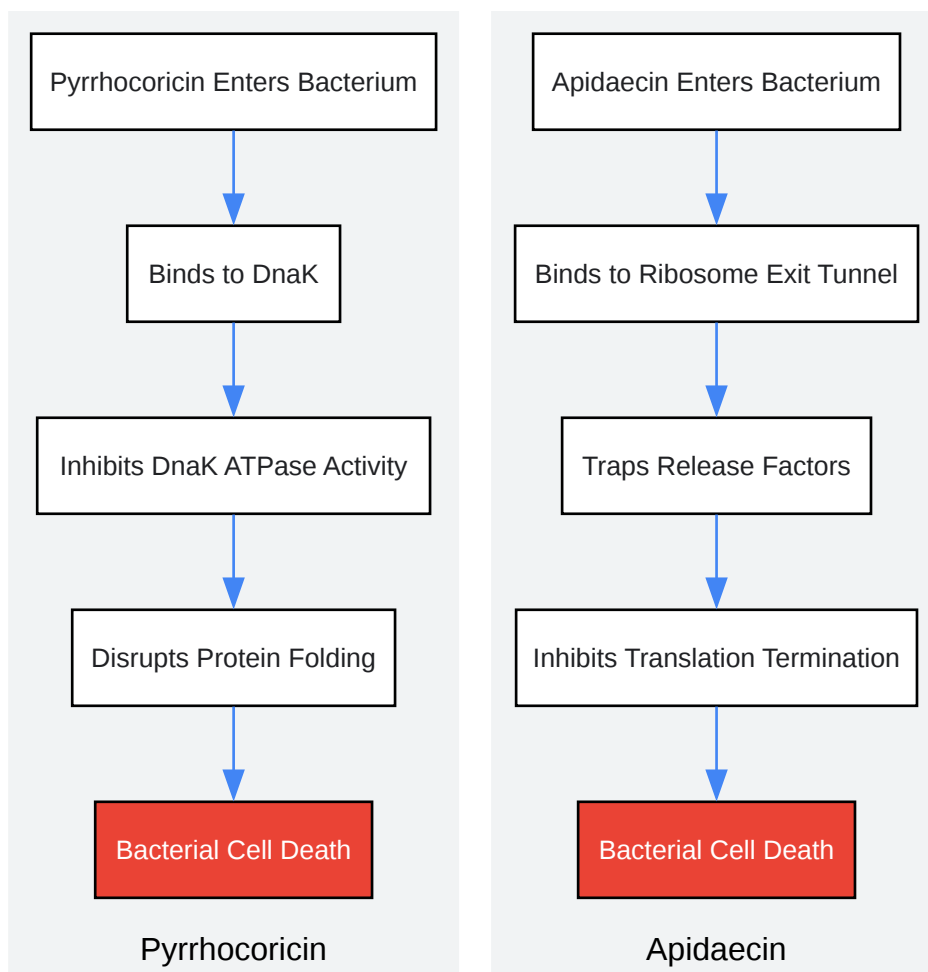 Pyrrhocoricin Enters Bacterium
Binds to DnaK
Inhibits DnaK ATPase Activity
Disrupts Protein Folding
Bacterial Cell Death
Pyrrhocoricin
Apidaecin Enters Bacterium
Binds to Ribosome Exit Tunnel
Traps Release Factors
Inhibits Translation Termination
Bacterial Cell Death
Apidaecin